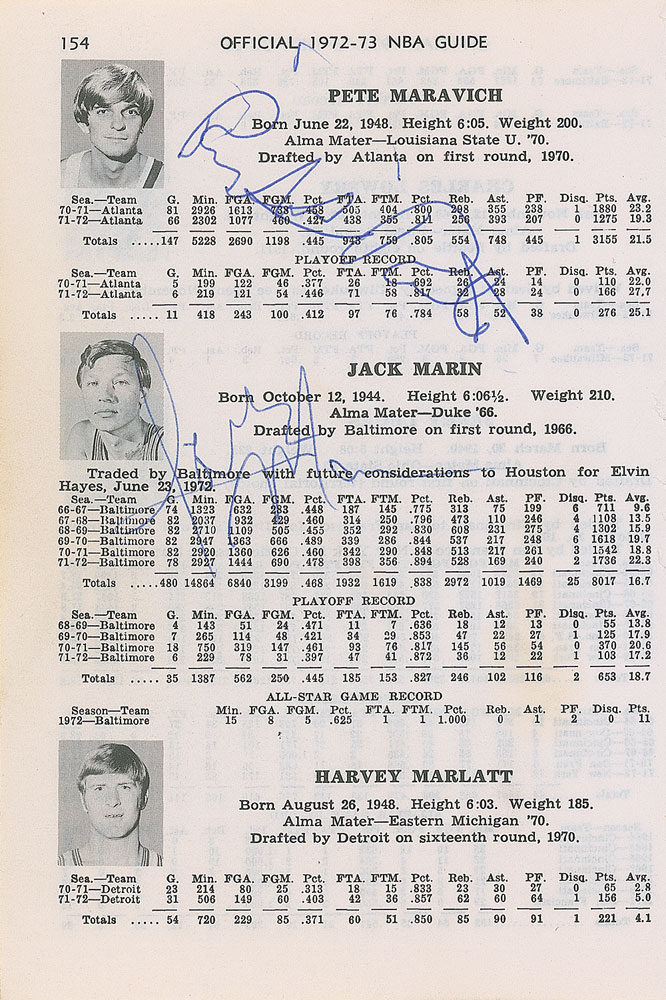 154 OFFICIAL 1972-73 NBA GUIDE
PETE MARAVICH
Born June 22, 1948. Height 6:05. Weight 200.
Alma Mater—Louisiana State U. '70.
Drafted by Atlanta on first round, 1970.
Sea.—Team G. Min. FGA. FGM. Pct. FTA. FTM. Pct. Reb. Ast. PF. Disq. Pts. Avg.
70-71—Atlanta 81 2926 1613 738 .458 505 404 .800 298 355 238 1 1880 23.2
71-72—Atlanta 66 2302 1077 460 .427 438 355 .811 256 393 207 0 1275 19.3
Totals .....147 5228 2690 1198 .445 943 759 .805 554 748 445 1 3155 21.5
PLAYOFF RECORD
Sea.—Team G. Min. FGA. FGM. Pct. FTA. FTM. Pct. Reb. Ast. PF. Disq. Pts. Avg.
70-71—Atlanta 5 199 122 46 .377 26 18 .692 26 24 14 0 110 22.0
71-72—Atlanta 6 219 121 54 .446 71 58 .817 32 28 24 0 166 27.7
Totals ..... 11 418 243 100 .412 97 76 .784 58 52 38 0 276 25.1
JACK MARIN
Born October 12, 1944. Height 6:06½. Weight 210.
Alma Mater—Duke '66.
Drafted by Baltimore on first round, 1966.
Traded by Baltimore with future considerations to Houston for Elvin
Hayes, June 23, 1972.
Sea.—Team G. Min. FGA. FGM. Pct. FTA. FTM. Pct. Reb. Ast. PF. Disq. Pts. Avg.
66-67—Baltimore 74 1323 632 283 .448 187 145 .775 313 75 199 6 711 9.6
67-68—Baltimore 82 2037 932 429 .460 314 250 .796 473 110 246 4 1108 13.5
68-69—Baltimore 82 2710 1109 505 .455 352 292 .830 608 231 275 4 1302 15.9
69-70—Baltimore 82 2947 1363 666 .489 339 286 .844 537 217 248 6 1618 19.7
70-71—Baltimore 82 2920 1360 626 .460 342 290 .848 513 217 261 3 1542 18.8
71-72—Baltimore 78 2927 1444 690 .478 398 356 .894 528 169 240 2 1736 22.3
Totals .....480 14864 6840 3199 .468 1932 1619 .838 2972 1019 1469 25 8017 16.7
PLAYOFF RECORD
Sea.—Team G. Min. FGA. FGM. Pct. FTA. FTM. Pct. Reb. Ast. PF. Disq. Pts. Avg.
68-69—Baltimore 4 143 51 24 .471 11 7 .636 18 12 13 0 55 13.8
69-70—Baltimore 7 265 114 48 .421 34 29 .853 47 22 27 1 125 17.9
70-71—Baltimore 18 750 319 147 .461 93 76 .817 145 56 54 0 370 20.6
71-72—Baltimore 6 229 78 31 .397 47 41 .872 36 12 22 1 103 17.2
Totals ..... 35 1387 562 250 .445 185 153 .827 246 102 116 2 653 18.7
ALL-STAR GAME RECORD
Season—Team Min. FGA. FGM. Pct. FTA. FTM. Pct. Reb. Ast. PF. Disq. Pts.
1972—Baltimore 15 8 5 .625 1 1 1.000 0 1 2 0 11
HARVEY MARLATT
Born August 26, 1948. Height 6:03. Weight 185.
Alma Mater—Eastern Michigan '70.
Drafted by Detroit on sixteenth round, 1970.
Sea.—Team G. Min. FGA. FGM. Pct. FTA. FTM. Pct. Reb. Ast. PF. Disq. Pts. Avg.
70-71—Detroit 23 214 80 25 .313 18 15 .833 23 30 27 0 65 2.8
71-72—Detroit 31 506 149 60 .403 42 36 .857 62 60 64 1 156 5.0
Totals ..... 54 720 229 85 .371 60 51 .850 85 90 91 1 221 4.1